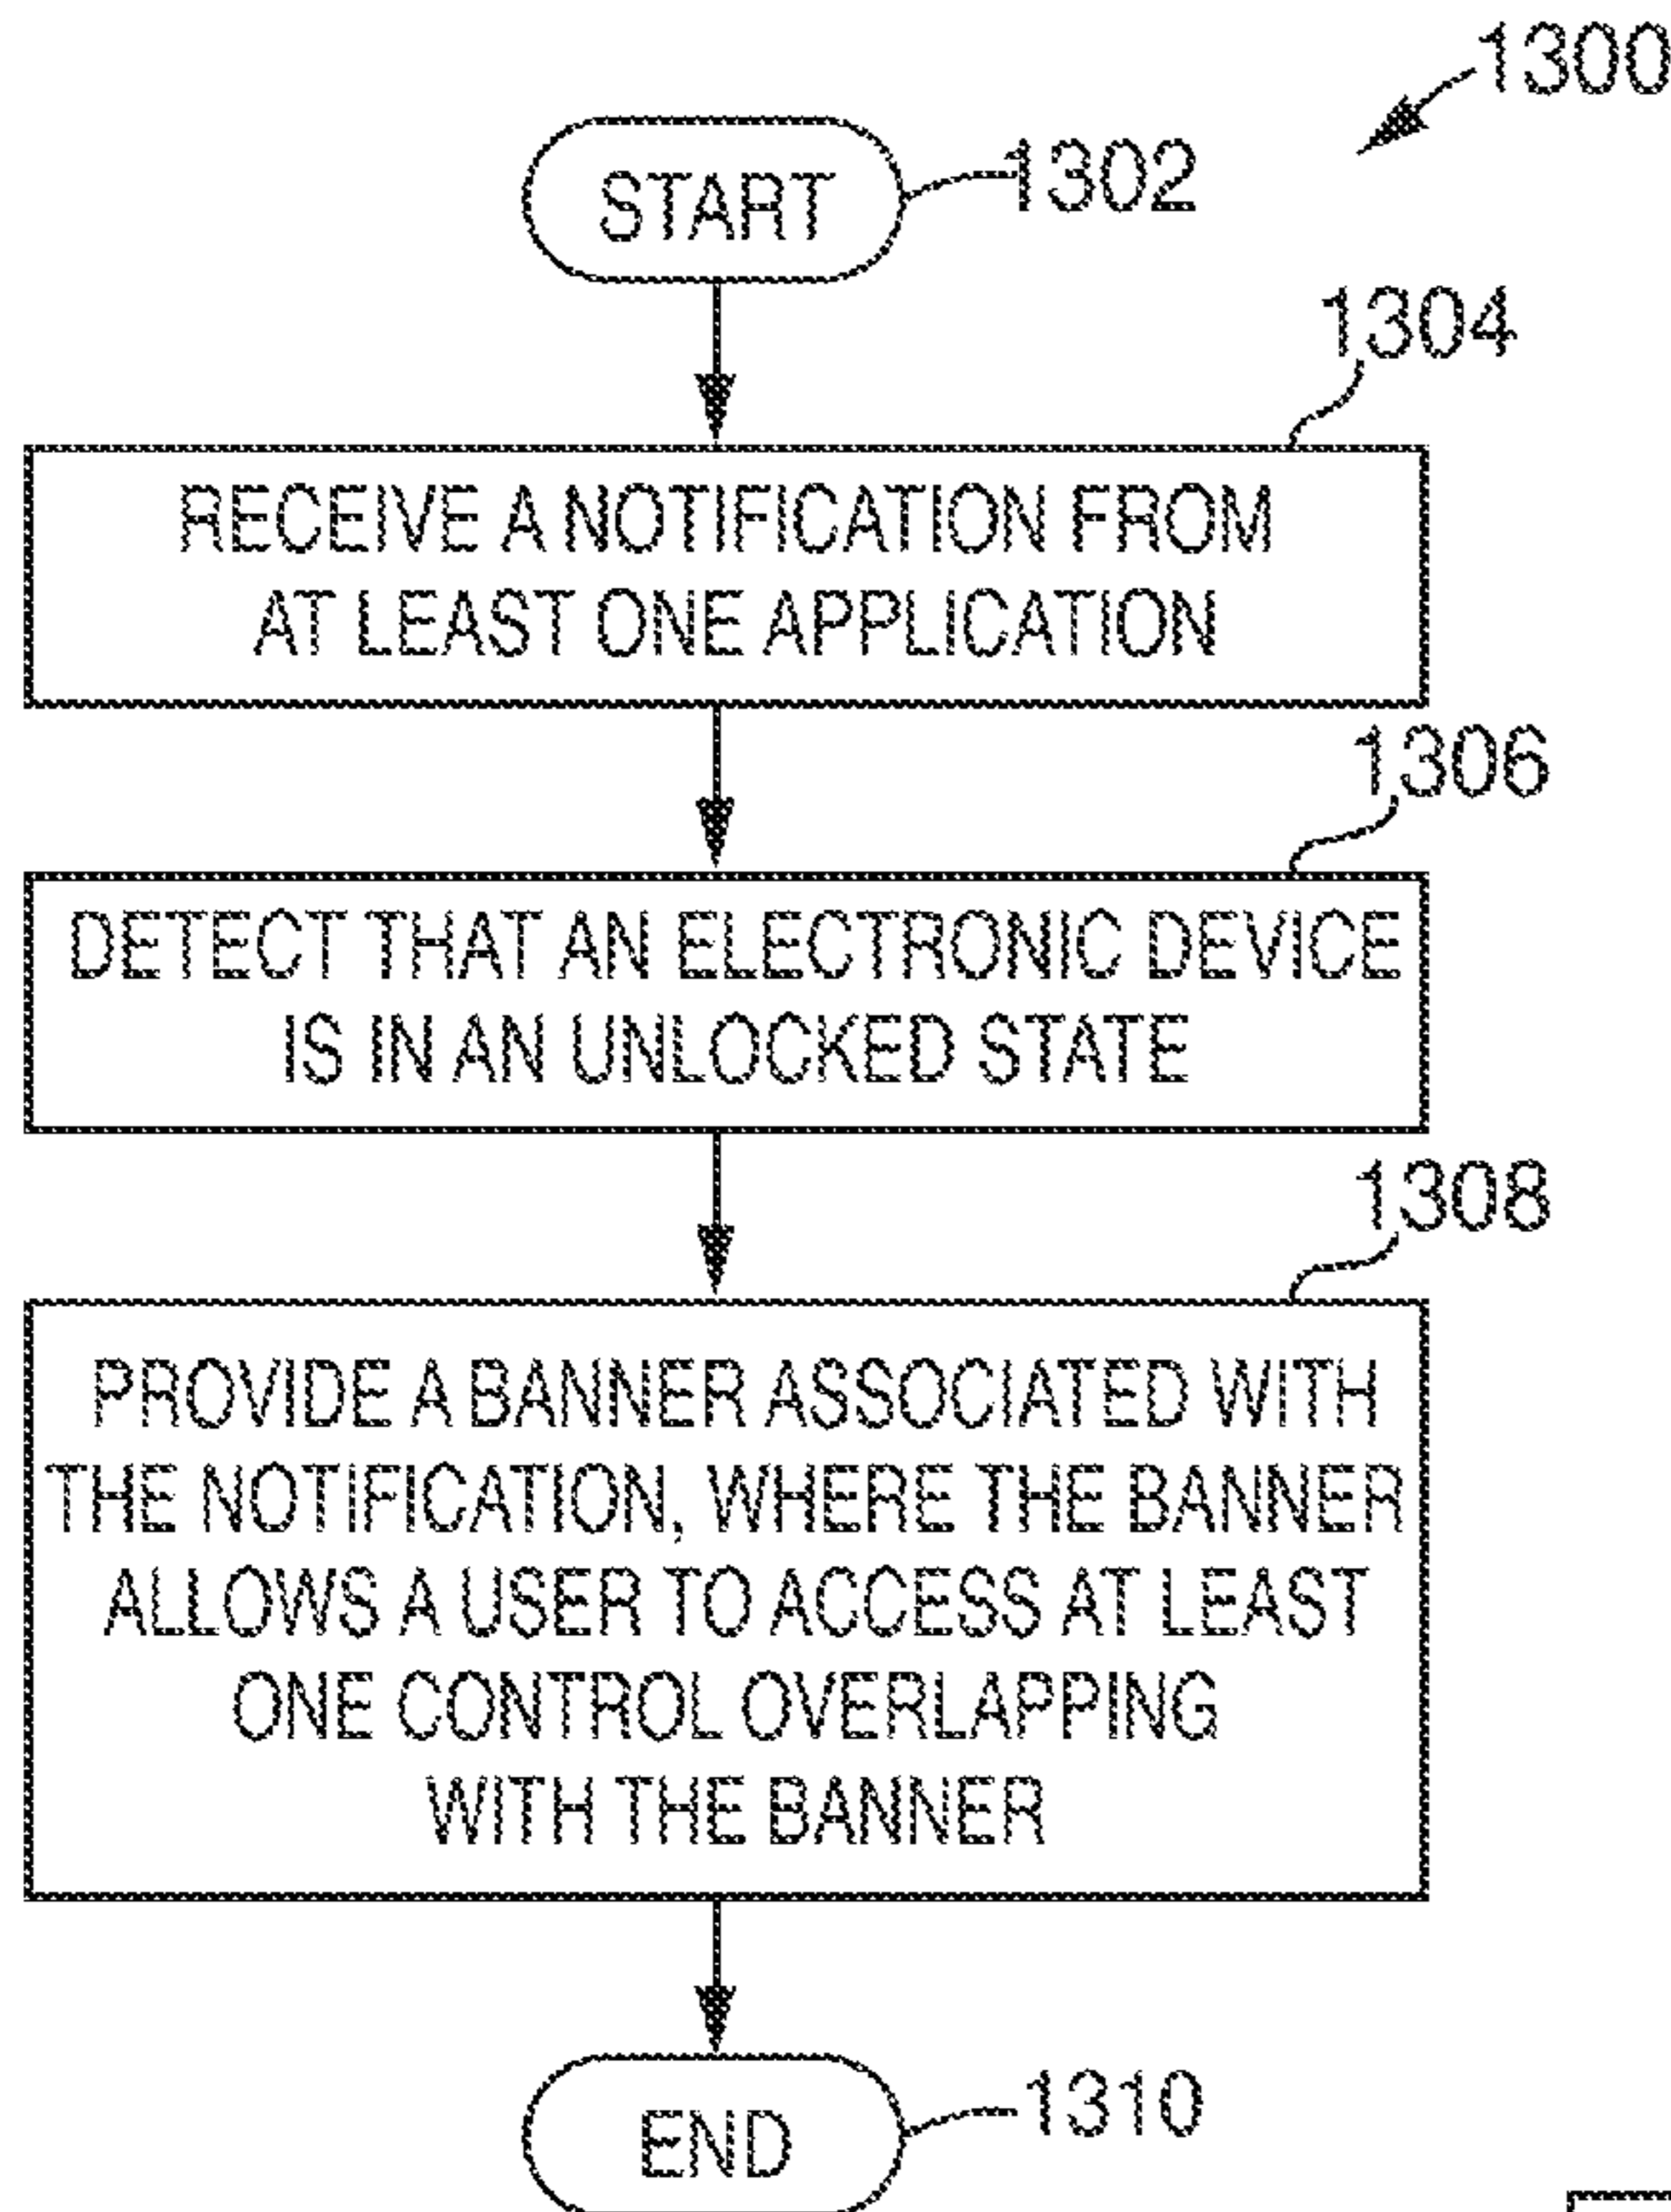 1300
START
1302
1304
RECEIVE A NOTIFICATION FROM
AT LEAST ONE APPLICATION
1306
DETECT THAT AN ELECTRONIC DEVICE
IS IN AN UNLOCKED STATE
1308
PROVIDE A BANNER ASSOCIATED WITH
THE NOTIFICATION, WHERE THE BANNER
ALLOWS A USER TO ACCESS AT LEAST
ONE CONTROL OVERLAPPING
WITH THE BANNER
END
1310